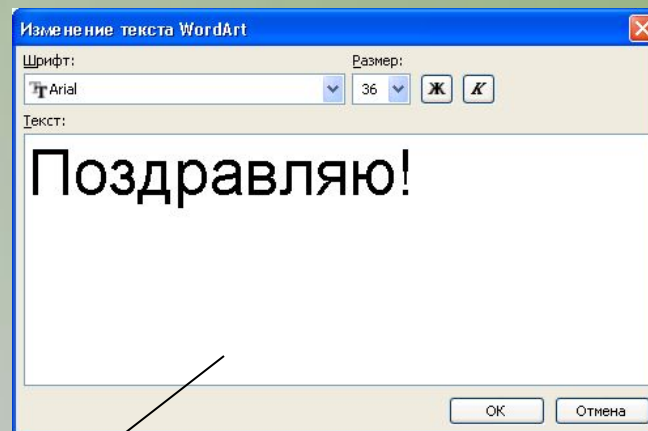 Изменение текста WordArt
Шрифт:
Размер:
Arial
36
Ж
К
Текст:
Поздравляю!
ОК
Отмена